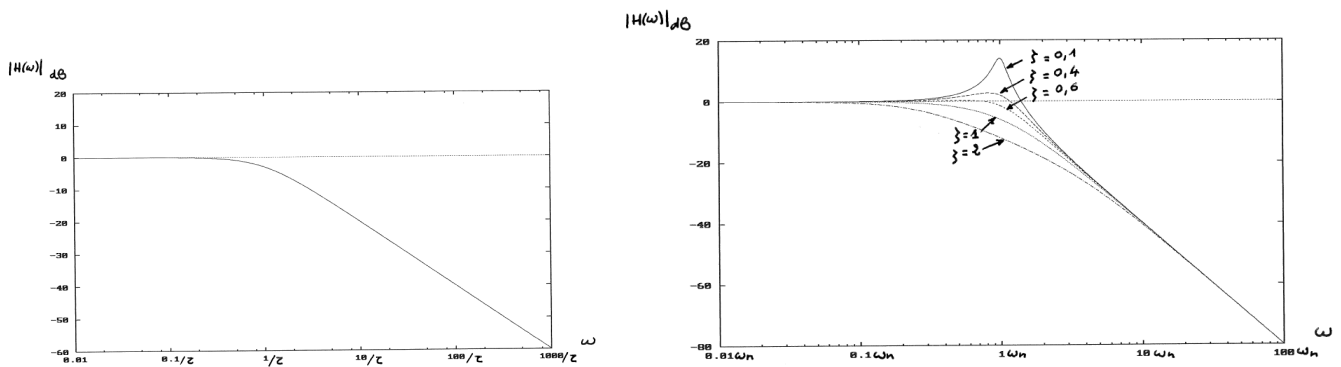 |H(ω)| dB
20
0
-10
-20
-30
-40
-50
-60
0.01
0.1/τ
1/τ
10/τ
100/τ
1000/τ
ω
|H(ω)| dB
20
0
-20
-40
-60
-80
ξ = 0,1
ξ = 0,4
ξ = 0,6
ξ = 1
ξ = 2
0.01ωn
0.1ωn
1ωn
10ωn
100ωn
ω